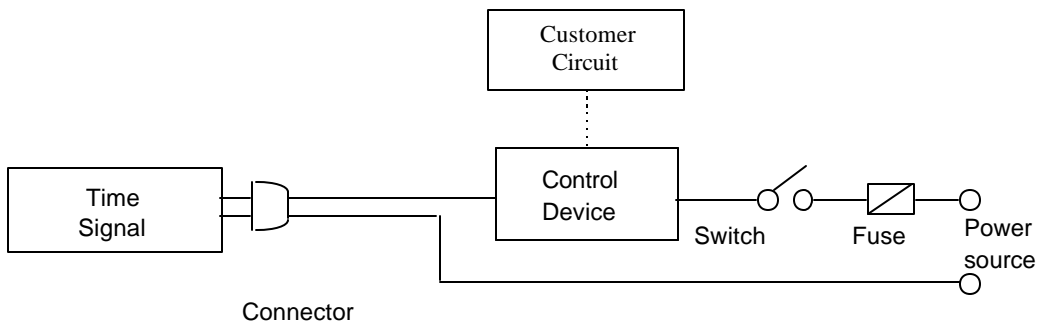 Customer
Circuit
Time
Signal
Control
Device
Switch
Fuse
Power
source
Connector